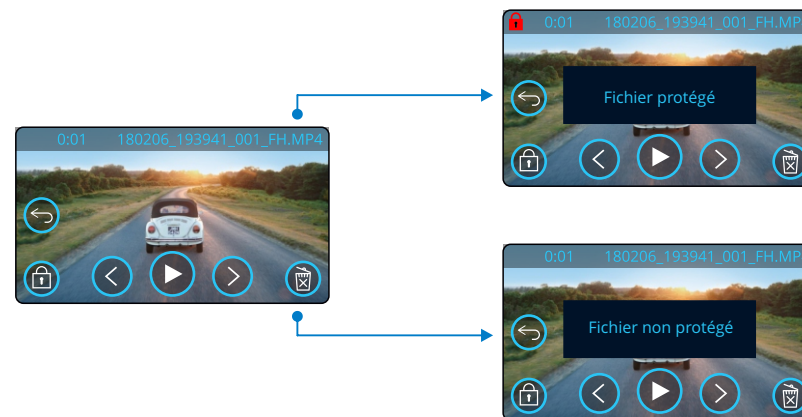 0:01 180206_193941_001_FH.MP4
0:01 180206_193941_001_FH.MP
Fichier protégé
0:01 180206_193941_001_FH.MP
Fichier non protégé